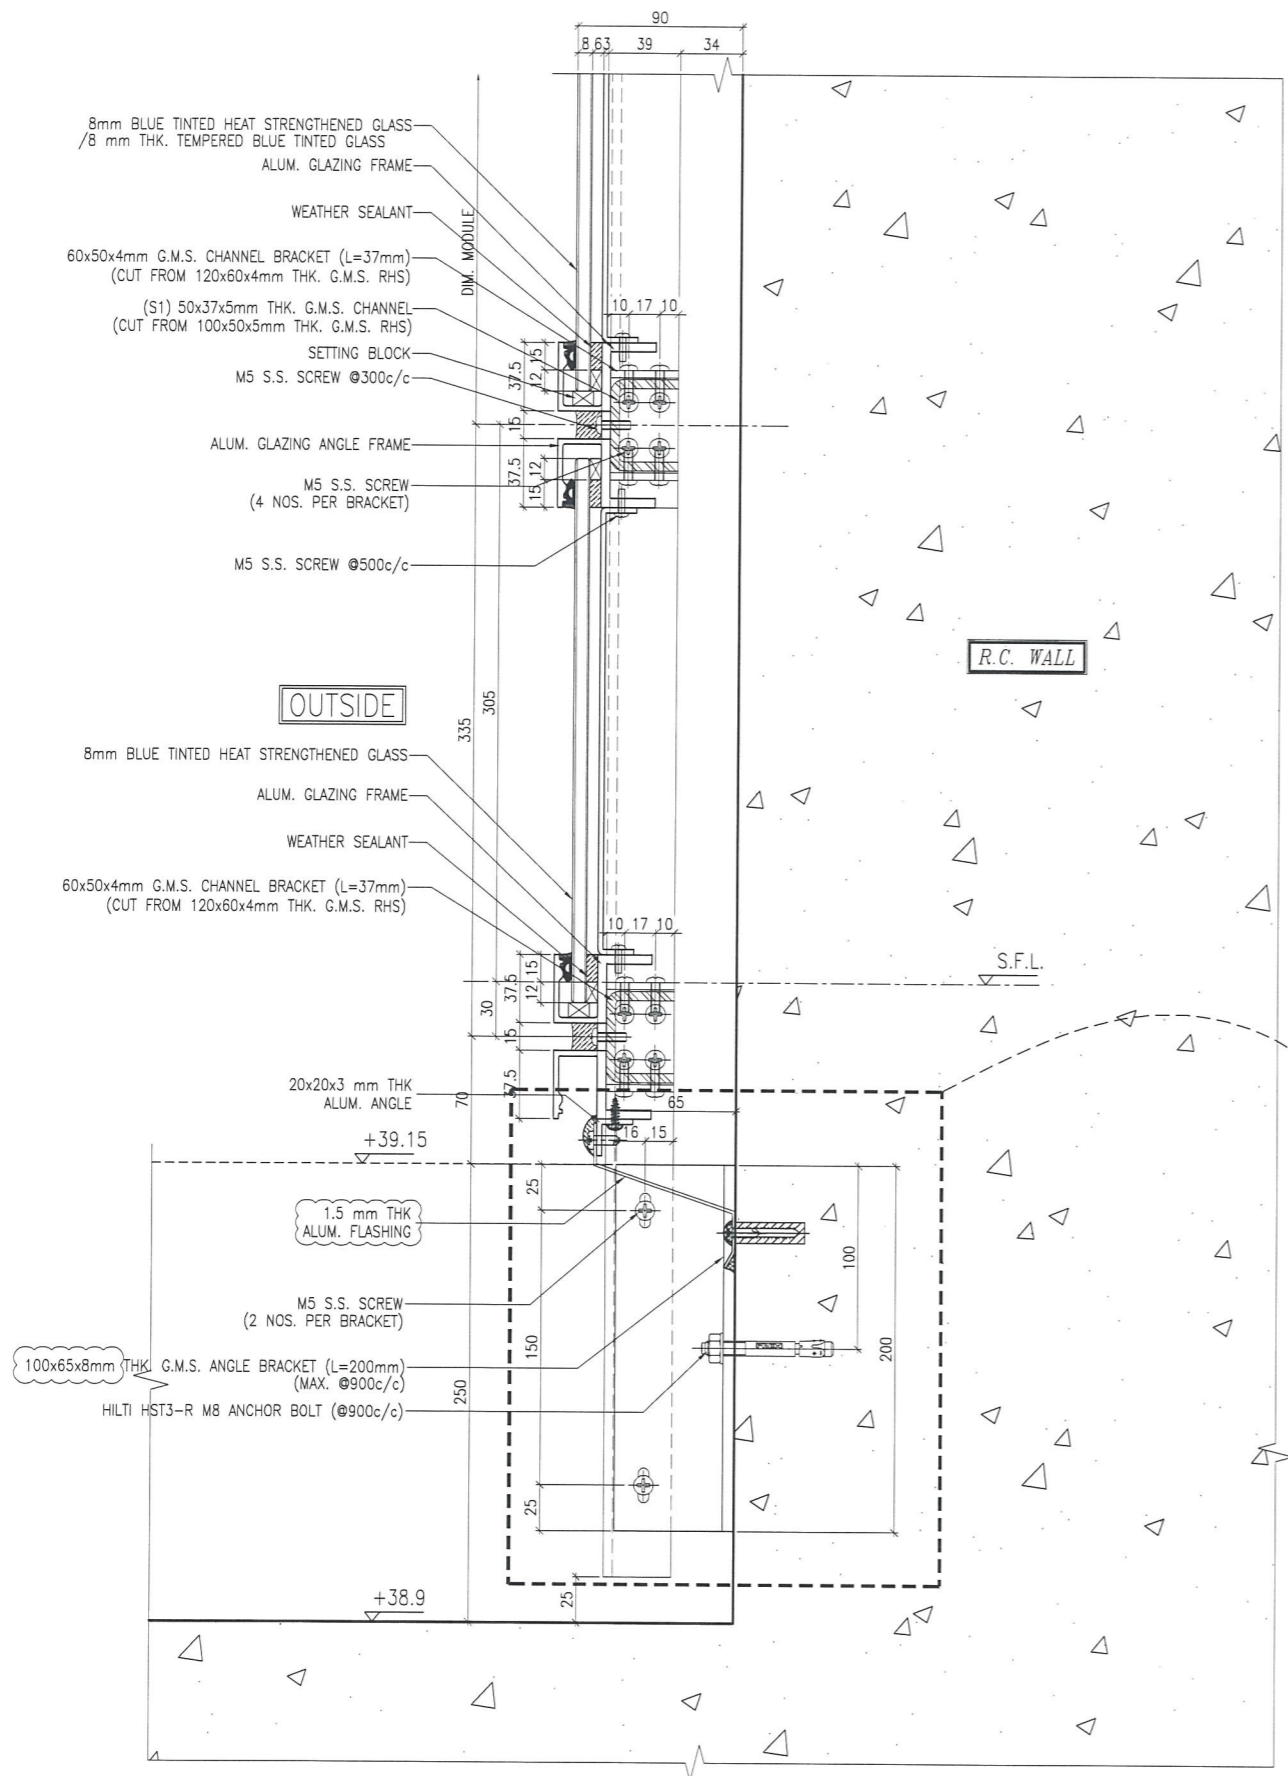 90
8 6 3 39 34
8mm BLUE TINTED HEAT STRENGTHENED GLASS
/8 mm THK. TEMPERED BLUE TINTED GLASS
ALUM. GLAZING FRAME
WEATHER SEALANT
DIM. MODULE
60x50x4mm G.M.S. CHANNEL BRACKET (L=37mm)
(CUT FROM 120x60x4mm THK. G.M.S. RHS)
(S1) 50x37x5mm THK. G.M.S. CHANNEL
(CUT FROM 100x50x5mm THK. G.M.S. RHS)
10 17 10
SETTING BLOCK
M5 S.S. SCREW @300c/c
37.5
15
12
15
ALUM. GLAZING ANGLE FRAME
37.5
12
15
M5 S.S. SCREW
(4 NOS. PER BRACKET)
M5 S.S. SCREW @500c/c
R.C. WALL
OUTSIDE
305
335
8mm BLUE TINTED HEAT STRENGTHENED GLASS
ALUM. GLAZING FRAME
WEATHER SEALANT
60x50x4mm G.M.S. CHANNEL BRACKET (L=37mm)
(CUT FROM 120x60x4mm THK. G.M.S. RHS)
10 17 10
S.F.L.
37.5
15
12
30
15
37.5
70
20x20x3 mm THK
ALUM. ANGLE
65
16 15
+39.15
25
1.5 mm THK
ALUM. FLASHING
100
M5 S.S. SCREW
(2 NOS. PER BRACKET)
150
200
100x65x8mm THK. G.M.S. ANGLE BRACKET (L=200mm)
(MAX. @900c/c)
250
HILTI HST3-R M8 ANCHOR BOLT (@900c/c)
25
+38.9
25